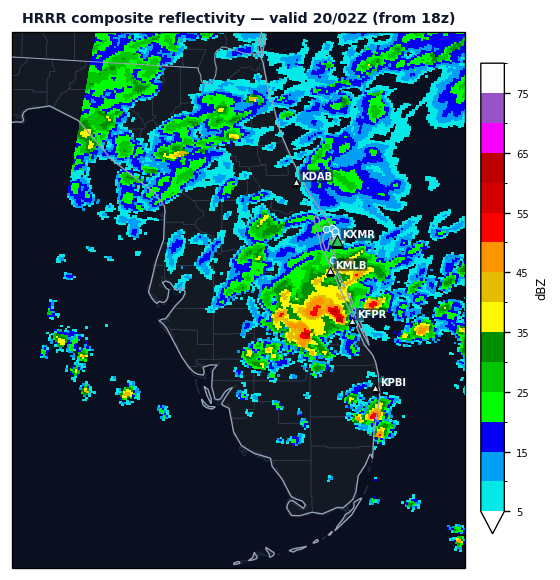 HRRR composite reflectivity — valid 20/02Z (from 18z)
KDAB
KXMR
KMLB
KFPR
KPBI
75
65
55
45
35
25
15
5
dBZ